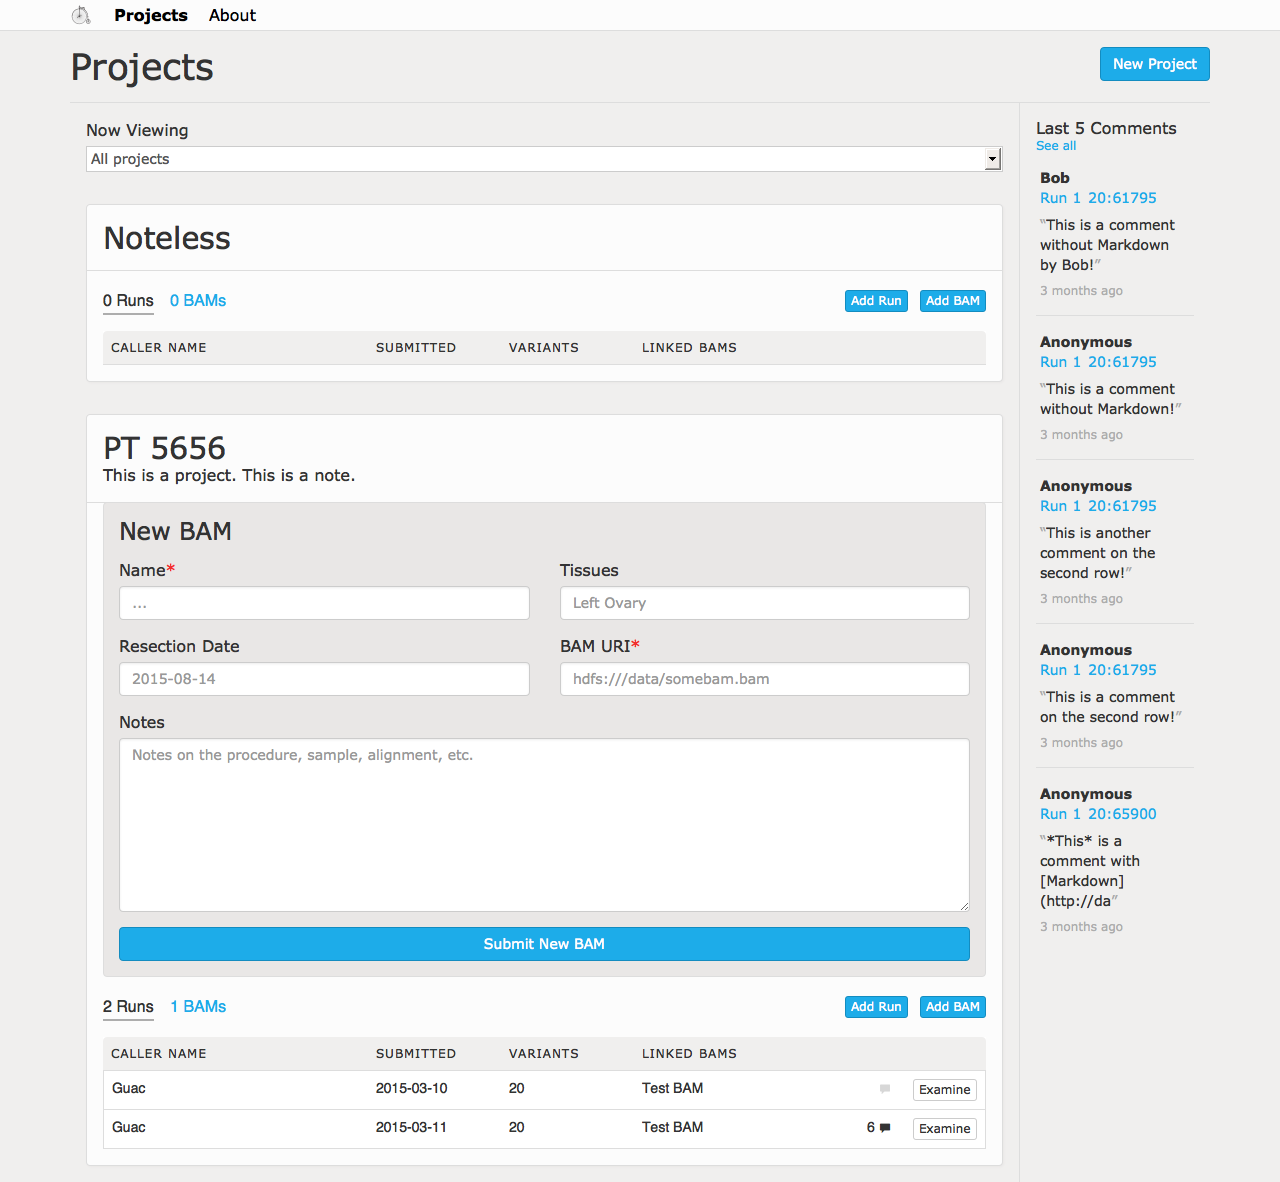 Projects About
Projects
New Project
Now Viewing
All projects
Noteless
0 Runs 0 BAMs Add Run Add BAM
CALLER NAME SUBMITTED VARIANTS LINKED BAMS
PT 5656
This is a project. This is a note.
New BAM
Name* Tissues
... Left Ovary
Resection Date BAM URI*
2015-08-14 hdfs:///data/somebam.bam
Notes
Notes on the procedure, sample, alignment, etc.
Submit New BAM
2 Runs 1 BAMs Add Run Add BAM
CALLER NAME SUBMITTED VARIANTS LINKED BAMS
Guac 2015-03-10 20 Test BAM Examine
Guac 2015-03-11 20 Test BAM 6 Examine
Last 5 Comments
See all
Bob
Run 1 20:61795
“This is a comment
without Markdown
by Bob!”
3 months ago
Anonymous
Run 1 20:61795
“This is a comment
without Markdown!”
3 months ago
Anonymous
Run 1 20:61795
“This is another
comment on the
second row!”
3 months ago
Anonymous
Run 1 20:61795
“This is a comment
on the second row!”
3 months ago
Anonymous
Run 1 20:65900
“*This* is a
comment with
[Markdown]
(http://da”
3 months ago